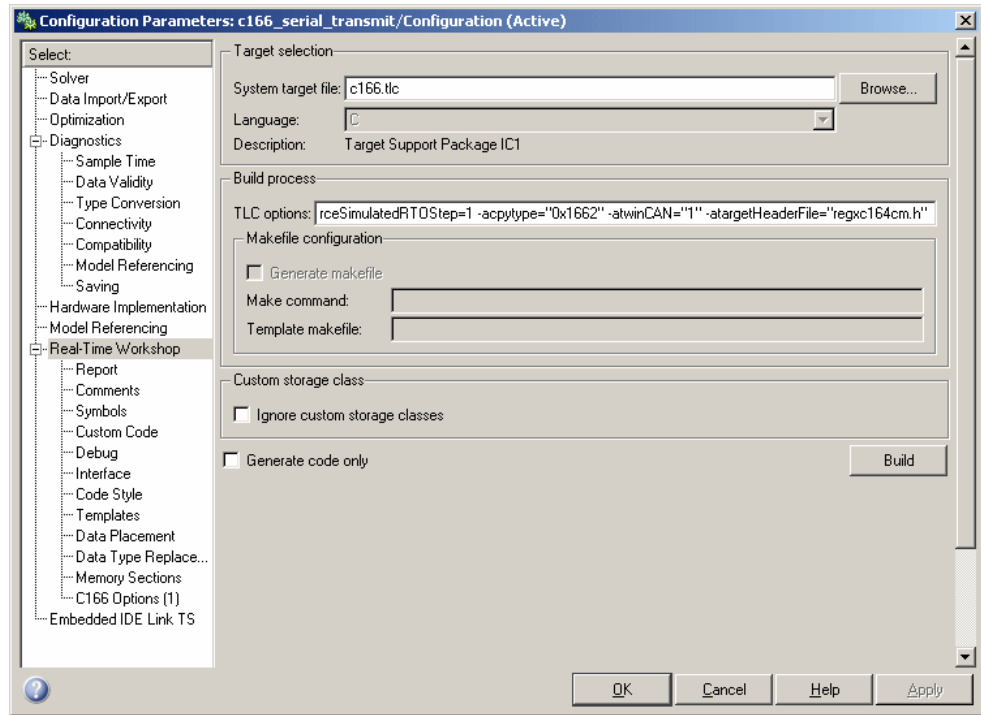 Configuration Parameters: c166_serial_transmit/Configuration (Active)
Select:
Solver
Data Import/Export
Optimization
Diagnostics
Sample Time
Data Validity
Type Conversion
Connectivity
Compatibility
Model Referencing
Saving
Hardware Implementation
Model Referencing
Real-Time Workshop
Report
Comments
Symbols
Custom Code
Debug
Interface
Code Style
Templates
Data Placement
Data Type Replace...
Memory Sections
C166 Options (1)
Embedded IDE Link TS
Target selection
System target file: c166.tlc Browse...
Language: C
Description: Target Support Package IC1
Build process
TLC options: rceSimulatedRTOStep=1 -acpytype="0x1662" -atwinCAN="1" -atargetHeaderFile="regxc164cm.h"
Makefile configuration
Generate makefile
Make command:
Template makefile:
Custom storage class
Ignore custom storage classes
Generate code only Build
OK Cancel Help Apply